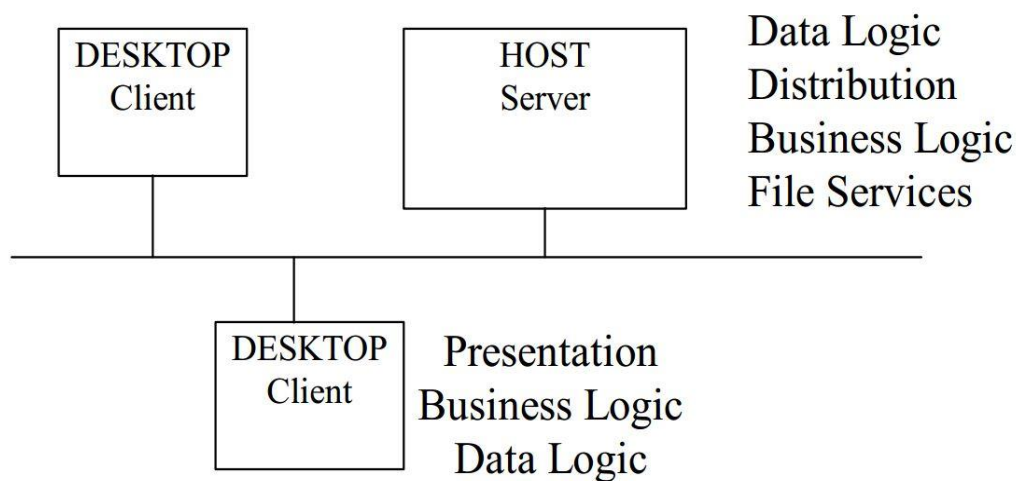 DESKTOP
Client
HOST
Server
Data Logic
Distribution
Business Logic
File Services
DESKTOP
Client
Presentation
Business Logic
Data Logic